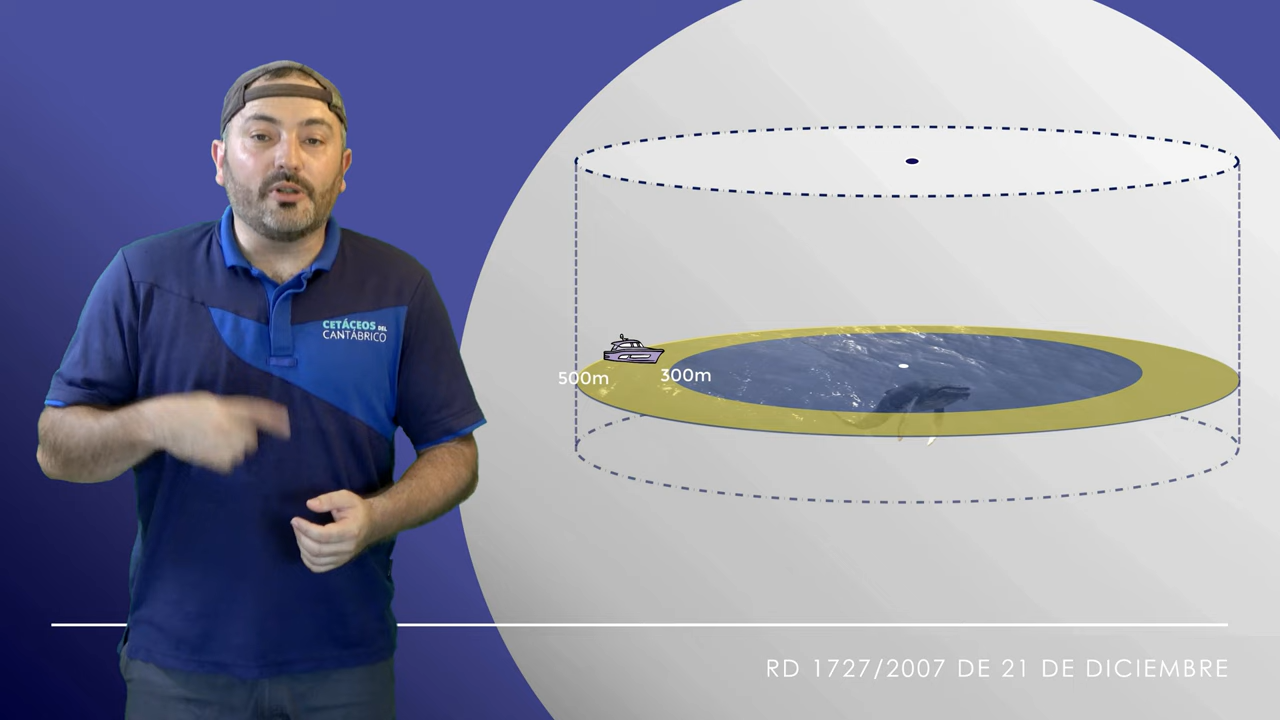 CETÁCEOS DEL
CANTÁBRICO
500m
300m
RD 1727/2007 DE 21 DE DICIEMBRE